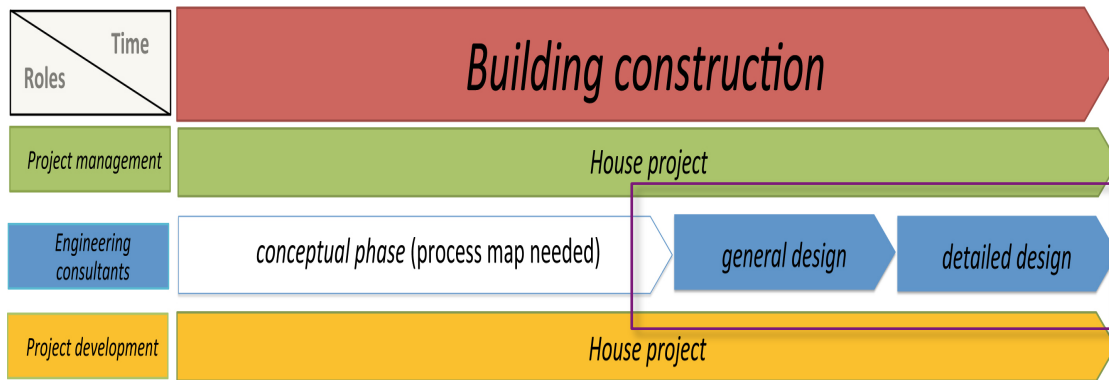 Time
Roles
Building construction
Project management
House project
Engineering
consultants
conceptual phase (process map needed)
general design
detailed design
Project development
House project